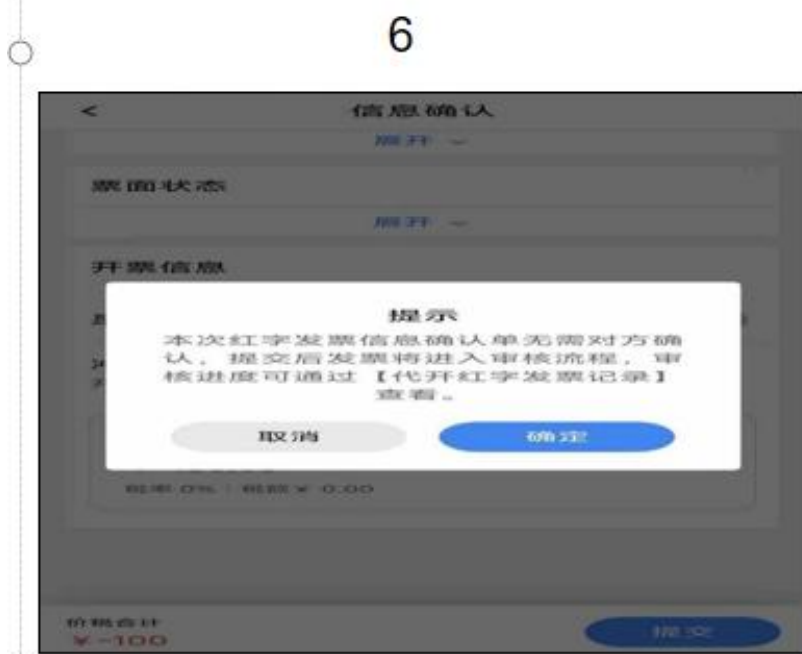 6
<
信息确认
展开
票面状态
展开
开票信息
提示
本次红字发票信息确认单无需对方确
认，提交后发票将进入审核流程，审
核进度可通过【代开红字发票记录】
查看。
取消
确定
税率 0% | 税额 ¥ 0.00
价税合计
¥ -100
提交